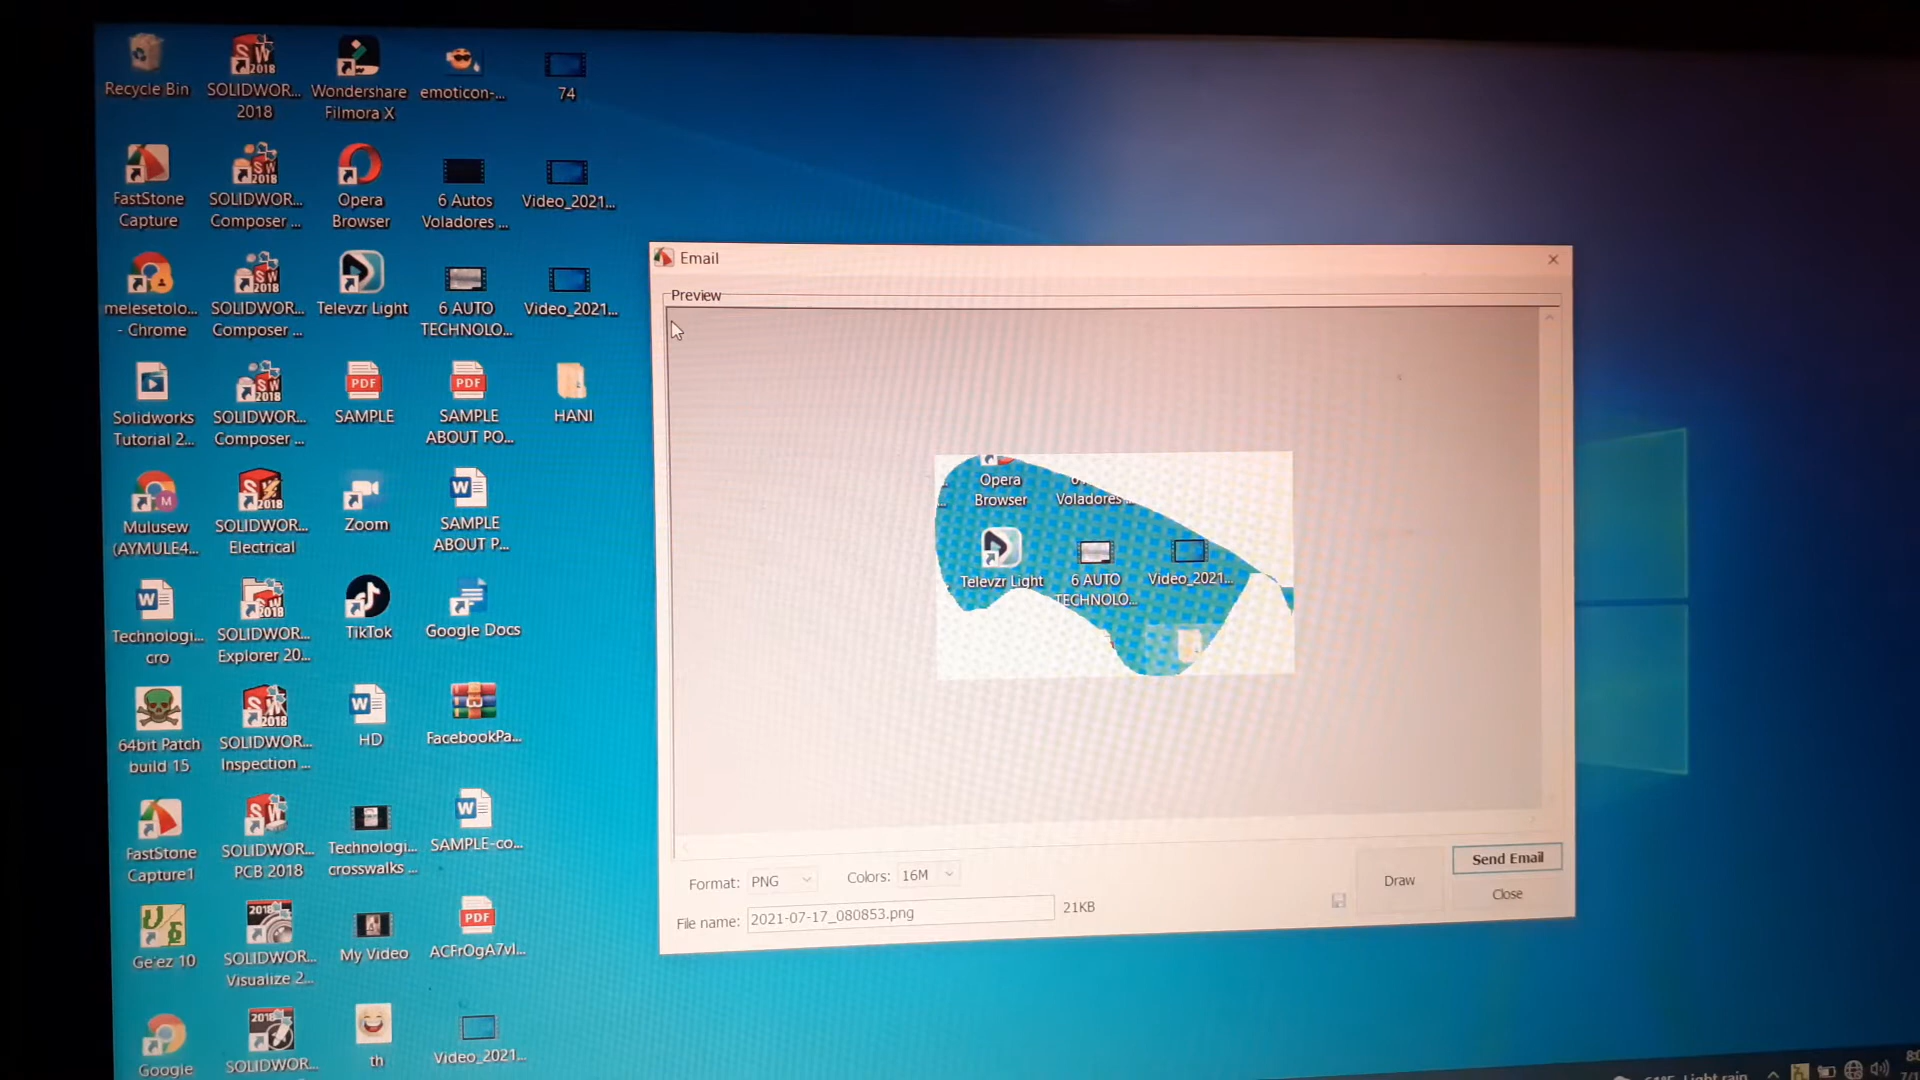 Recycle Bin
SOLIDWOR...
2018
Wondershare
Filmora X
emoticon-...
74
FastStone
Capture
SOLIDWOR...
Composer ...
Opera
Browser
6 Autos
Voladores ...
Video_2021...
melesetolo...
- Chrome
SOLIDWOR...
Composer ...
Televzr Light
6 AUTO
TECHNOLO...
Video_2021...
Solidworks
Tutorial 2...
SOLIDWOR...
Composer ...
PDF
SAMPLE
PDF
SAMPLE
ABOUT PO...
HANI
Mulusew
(AYMULE4...
SOLIDWOR...
Electrical
Zoom
SAMPLE
ABOUT P...
Technologi...
cro
SOLIDWOR...
Explorer 20...
TikTok
Google Docs
64bit Patch
build 15
SOLIDWOR...
Inspection ...
HD
FacebookPa...
FastStone
Capture1
SOLIDWOR...
PCB 2018
Technologi...
crosswalks ...
SAMPLE-co...
Ge'ez 10
SOLIDWOR...
Visualize 2...
My Video
PDF
ACFrOgA7vl...
Google
SOLIDWOR...
th
Video_2021...
Email
Preview
Opera
Browser
Voladores ...
Televzr Light
6 AUTO
TECHNOLO...
Video_2021...
Format: PNG
Colors: 16M
File name: 2021-07-17_080853.png
21KB
Draw
Send Email
Close
Light rain